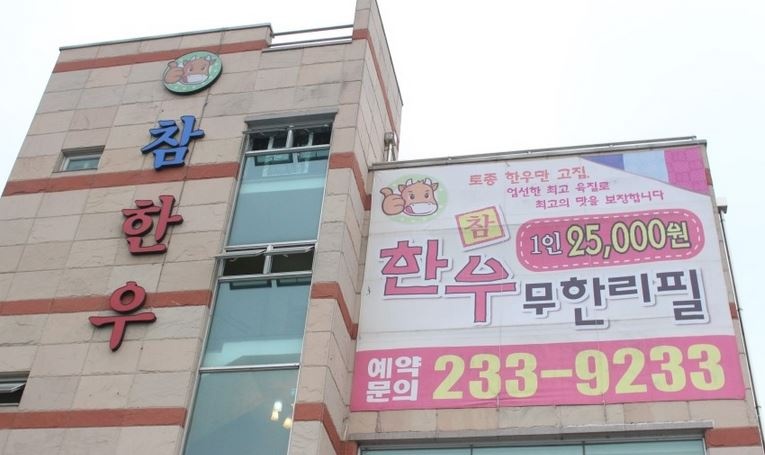 참한우
토종 한우만 고집,
엄선한 최고 육질로
최고의 맛을 보장합니다
참
한우
1인 25,000원
무한리필
예약
문의
233-9233